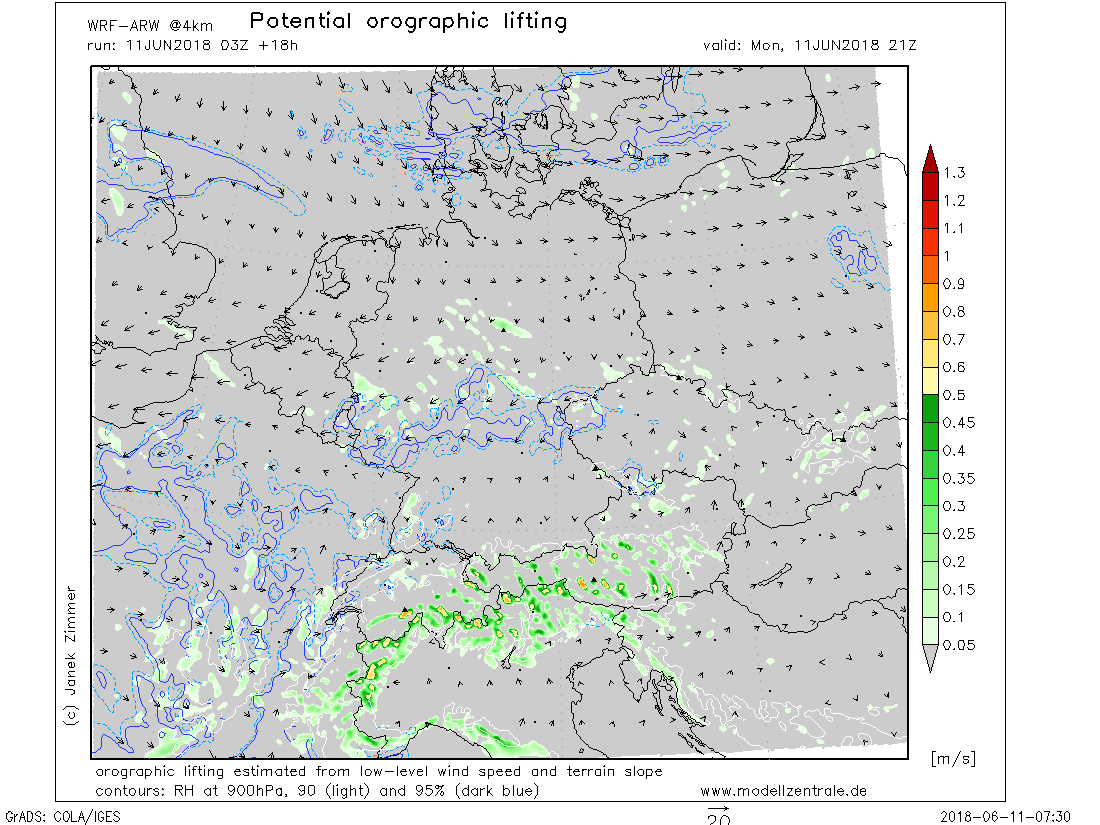 Potential orographic lifting
WRF-ARW @4km
run: 11JUN2018 03Z +18h
valid: Mon, 11JUN2018 21Z
1.3
1.2
1.1
1
0.9
0.8
0.7
0.6
0.5
0.45
0.4
0.35
0.3
0.25
0.2
0.15
0.1
0.05
[m/s]
(c) Janek Zimmer
orographic lifting estimated from low-level wind speed and terrain slope
contours: RH at 900hPa, 90 (light) and 95% (dark blue)
www.modellzentrale.de
20
GrADS: COLA/IGES
2018-06-11-07:30